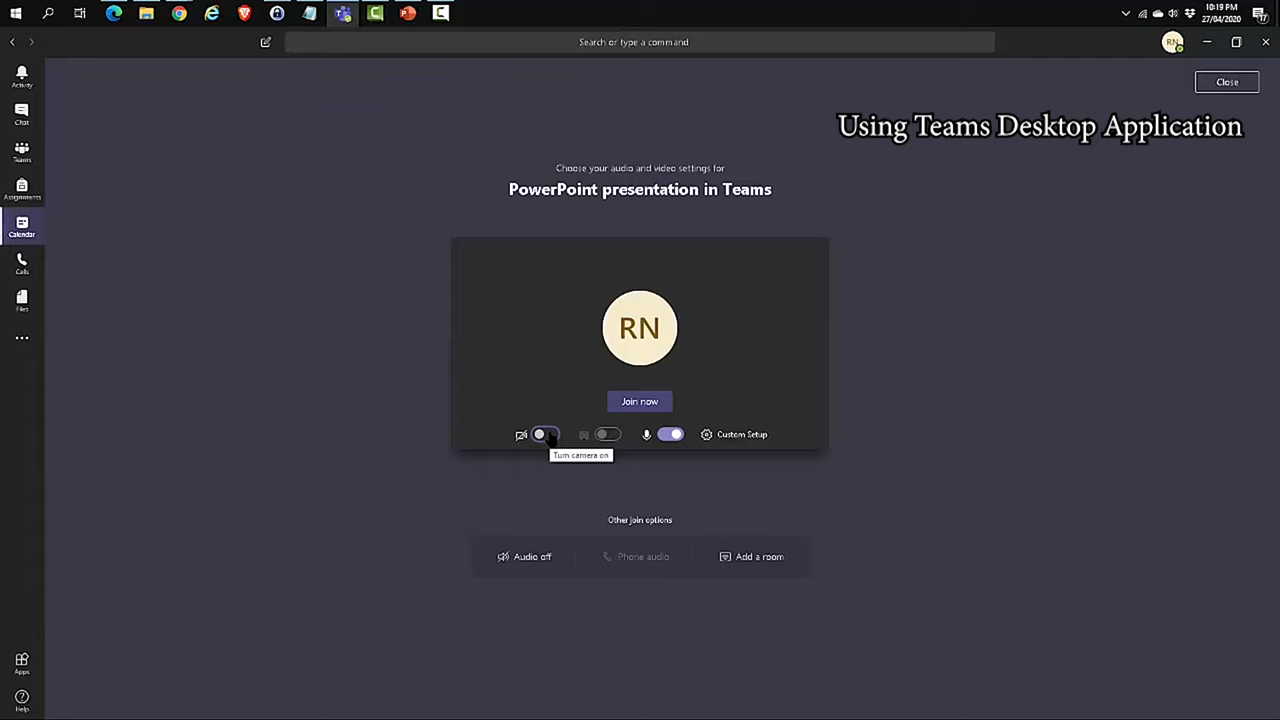 10:19 PM
27/04/2020
17
Search or type a command
RN
Activity
Chat
Teams
Assignments
Calendar
Calls
Files
Apps
Help
Close
Using Teams Desktop Application
Choose your audio and video settings for
PowerPoint presentation in Teams
RN
Join now
Custom Setup
Turn camera on
Other join options
Audio off
Phone audio
Add a room